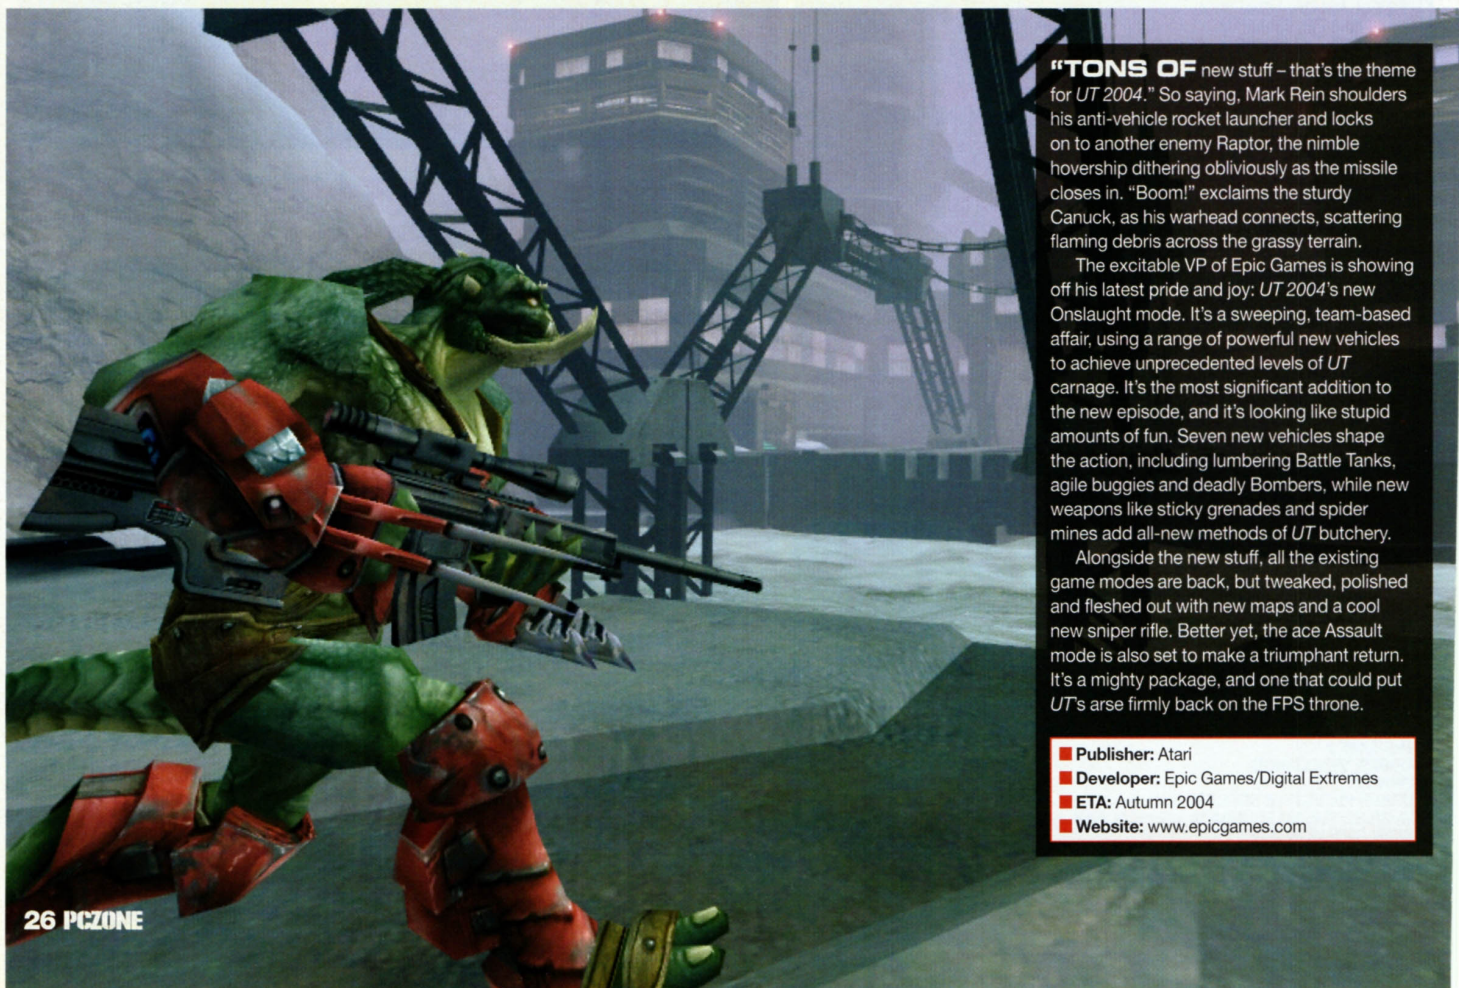 “TONS OF new stuff – that’s the theme
for UT 2004.” So saying, Mark Rein shoulders
his anti-vehicle rocket launcher and locks
on to another enemy Raptor, the nimble
hovership dithering obliviously as the missile
closes in. “Boom!” exclaims the sturdy
Canuck, as his warhead connects, scattering
flaming debris across the grassy terrain.
The excitable VP of Epic Games is showing
off his latest pride and joy: UT 2004’s new
Onslaught mode. It’s a sweeping, team-based
affair, using a range of powerful new vehicles
to achieve unprecedented levels of UT
carnage. It’s the most significant addition to
the new episode, and it’s looking like stupid
amounts of fun. Seven new vehicles shape
the action, including lumbering Battle Tanks,
agile buggies and deadly Bombers, while new
weapons like sticky grenades and spider
mines add all-new methods of UT butchery.
Alongside the new stuff, all the existing
game modes are back, but tweaked, polished
and fleshed out with new maps and a cool
new sniper rifle. Better yet, the ace Assault
mode is also set to make a triumphant return.
It’s a mighty package, and one that could put
UT’s arse firmly back on the FPS throne.
Publisher: Atari
Developer: Epic Games/Digital Extremes
ETA: Autumn 2004
Website: www.epicgames.com
26 PCZONE